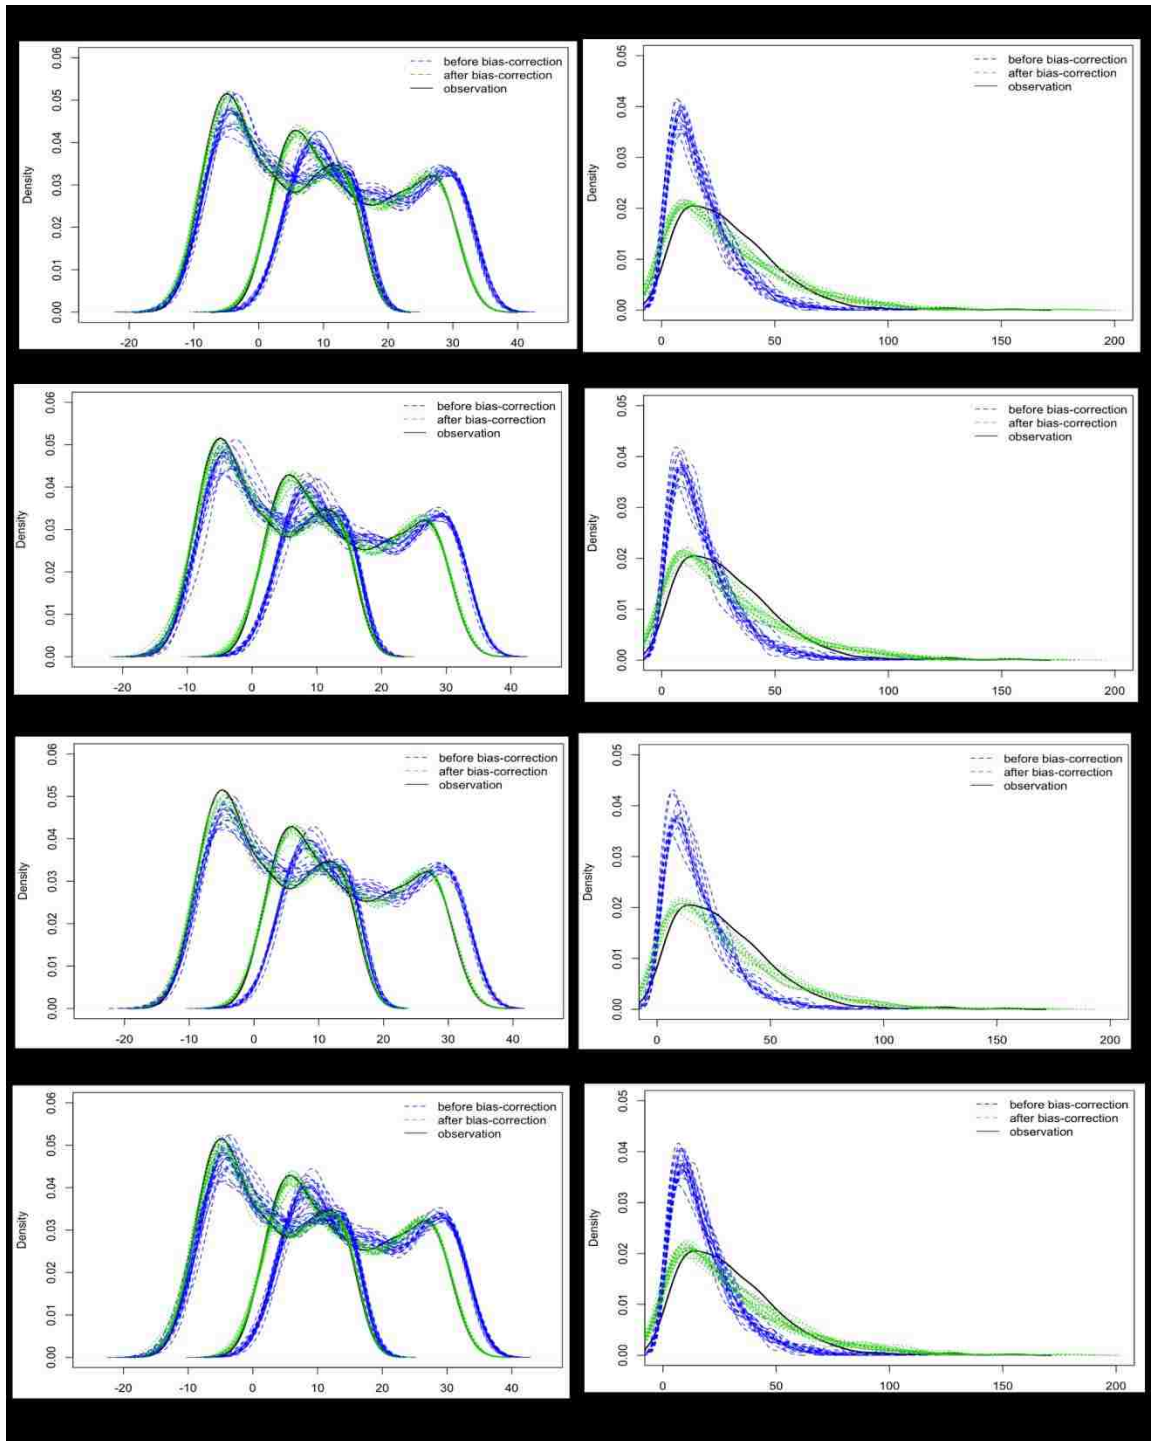 before bias-correction
after bias-correction
observation
Density
0.00 0.01 0.02 0.03 0.04 0.05 0.06
-20 -10 0 10 20 30 40
before bias-correction
after bias-correction
observation
Density
0.00 0.01 0.02 0.03 0.04 0.05
0 50 100 150 200
before bias-correction
after bias-correction
observation
Density
0.00 0.01 0.02 0.03 0.04 0.05 0.06
-20 -10 0 10 20 30 40
before bias-correction
after bias-correction
observation
Density
0.00 0.01 0.02 0.03 0.04 0.05
0 50 100 150 200
before bias-correction
after bias-correction
observation
Density
0.00 0.01 0.02 0.03 0.04 0.05 0.06
-20 -10 0 10 20 30 40
before bias-correction
after bias-correction
observation
Density
0.00 0.01 0.02 0.03 0.04 0.05
0 50 100 150 200
before bias-correction
after bias-correction
observation
Density
0.00 0.01 0.02 0.03 0.04 0.05 0.06
-20 -10 0 10 20 30 40
before bias-correction
after bias-correction
observation
Density
0.00 0.01 0.02 0.03 0.04 0.05
0 50 100 150 200